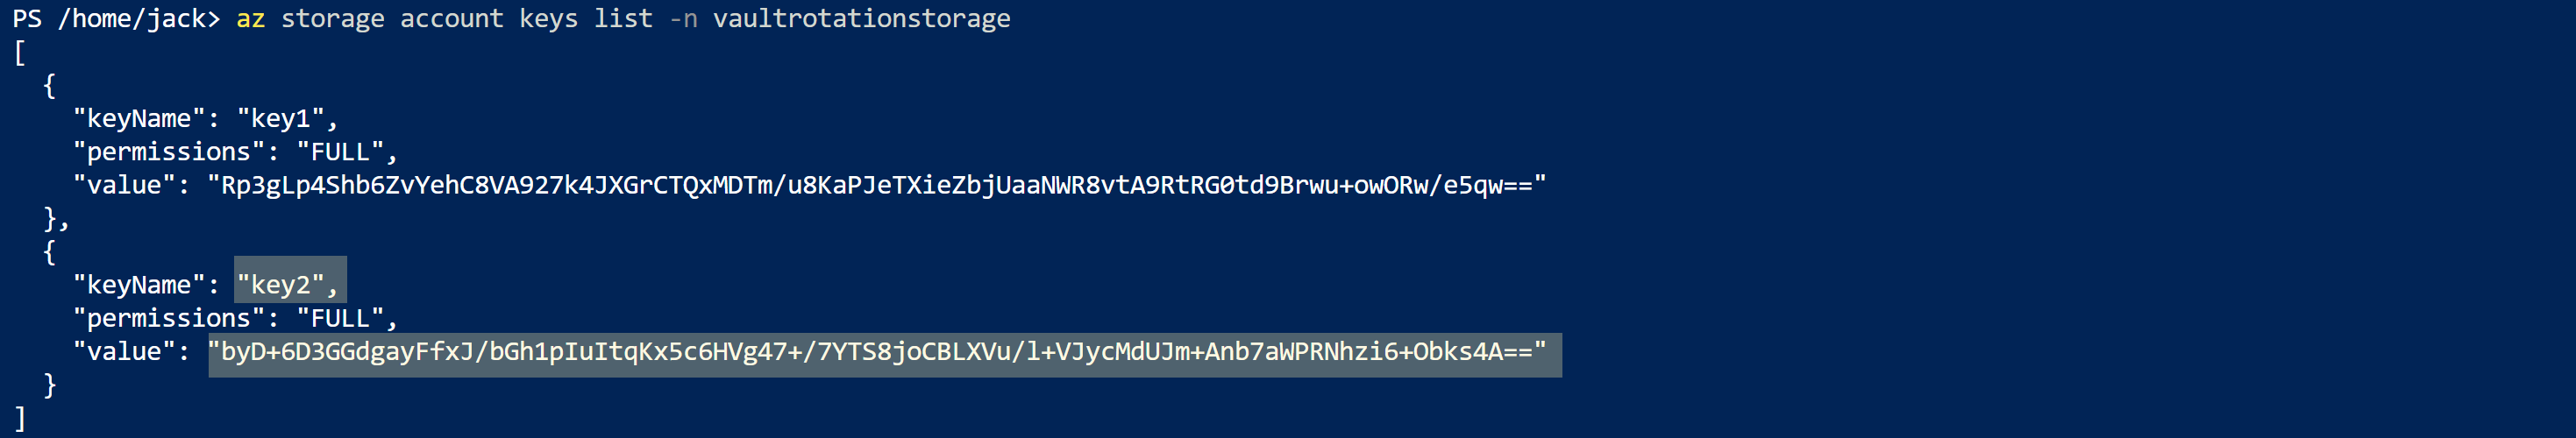 PS /home/jack> az storage account keys list -n vaultrotationstorage
[
  {
    "keyName": "key1",
    "permissions": "FULL",
    "value": "Rp3gLp4Shb6ZvYehC8VA927k4JXGrCTQxMDTm/u8KaPJeTXieZbjUaaNWR8vtA9RtRG0td9Brwu+owORw/e5qw=="
  },
  {
    "keyName": "key2",
    "permissions": "FULL",
    "value": "byD+6D3GGdgayFfxJ/bGh1pIuItqKx5c6HVg47+/7YTS8joCBLXVu/l+VJycMdUJm+Anb7aWPRNhzi6+Obks4A=="
  }
]